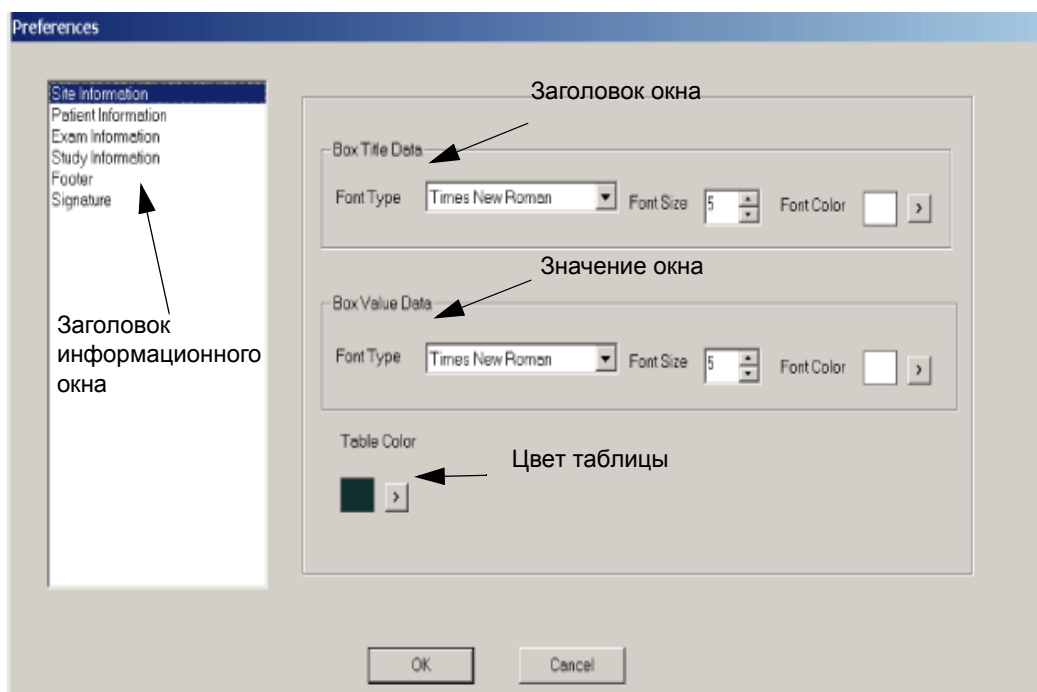 Preferences
Site Information
Patient Information
Exam Information
Study Information
Footer
Signature
Заголовок
информационного
окна
Заголовок окна
Box Title Data
Font Type Times New Roman Font Size 5 Font Color >
Значение окна
Box Value Data
Font Type Times New Roman Font Size 5 Font Color >
Table Color
Цвет таблицы
>
OK Cancel